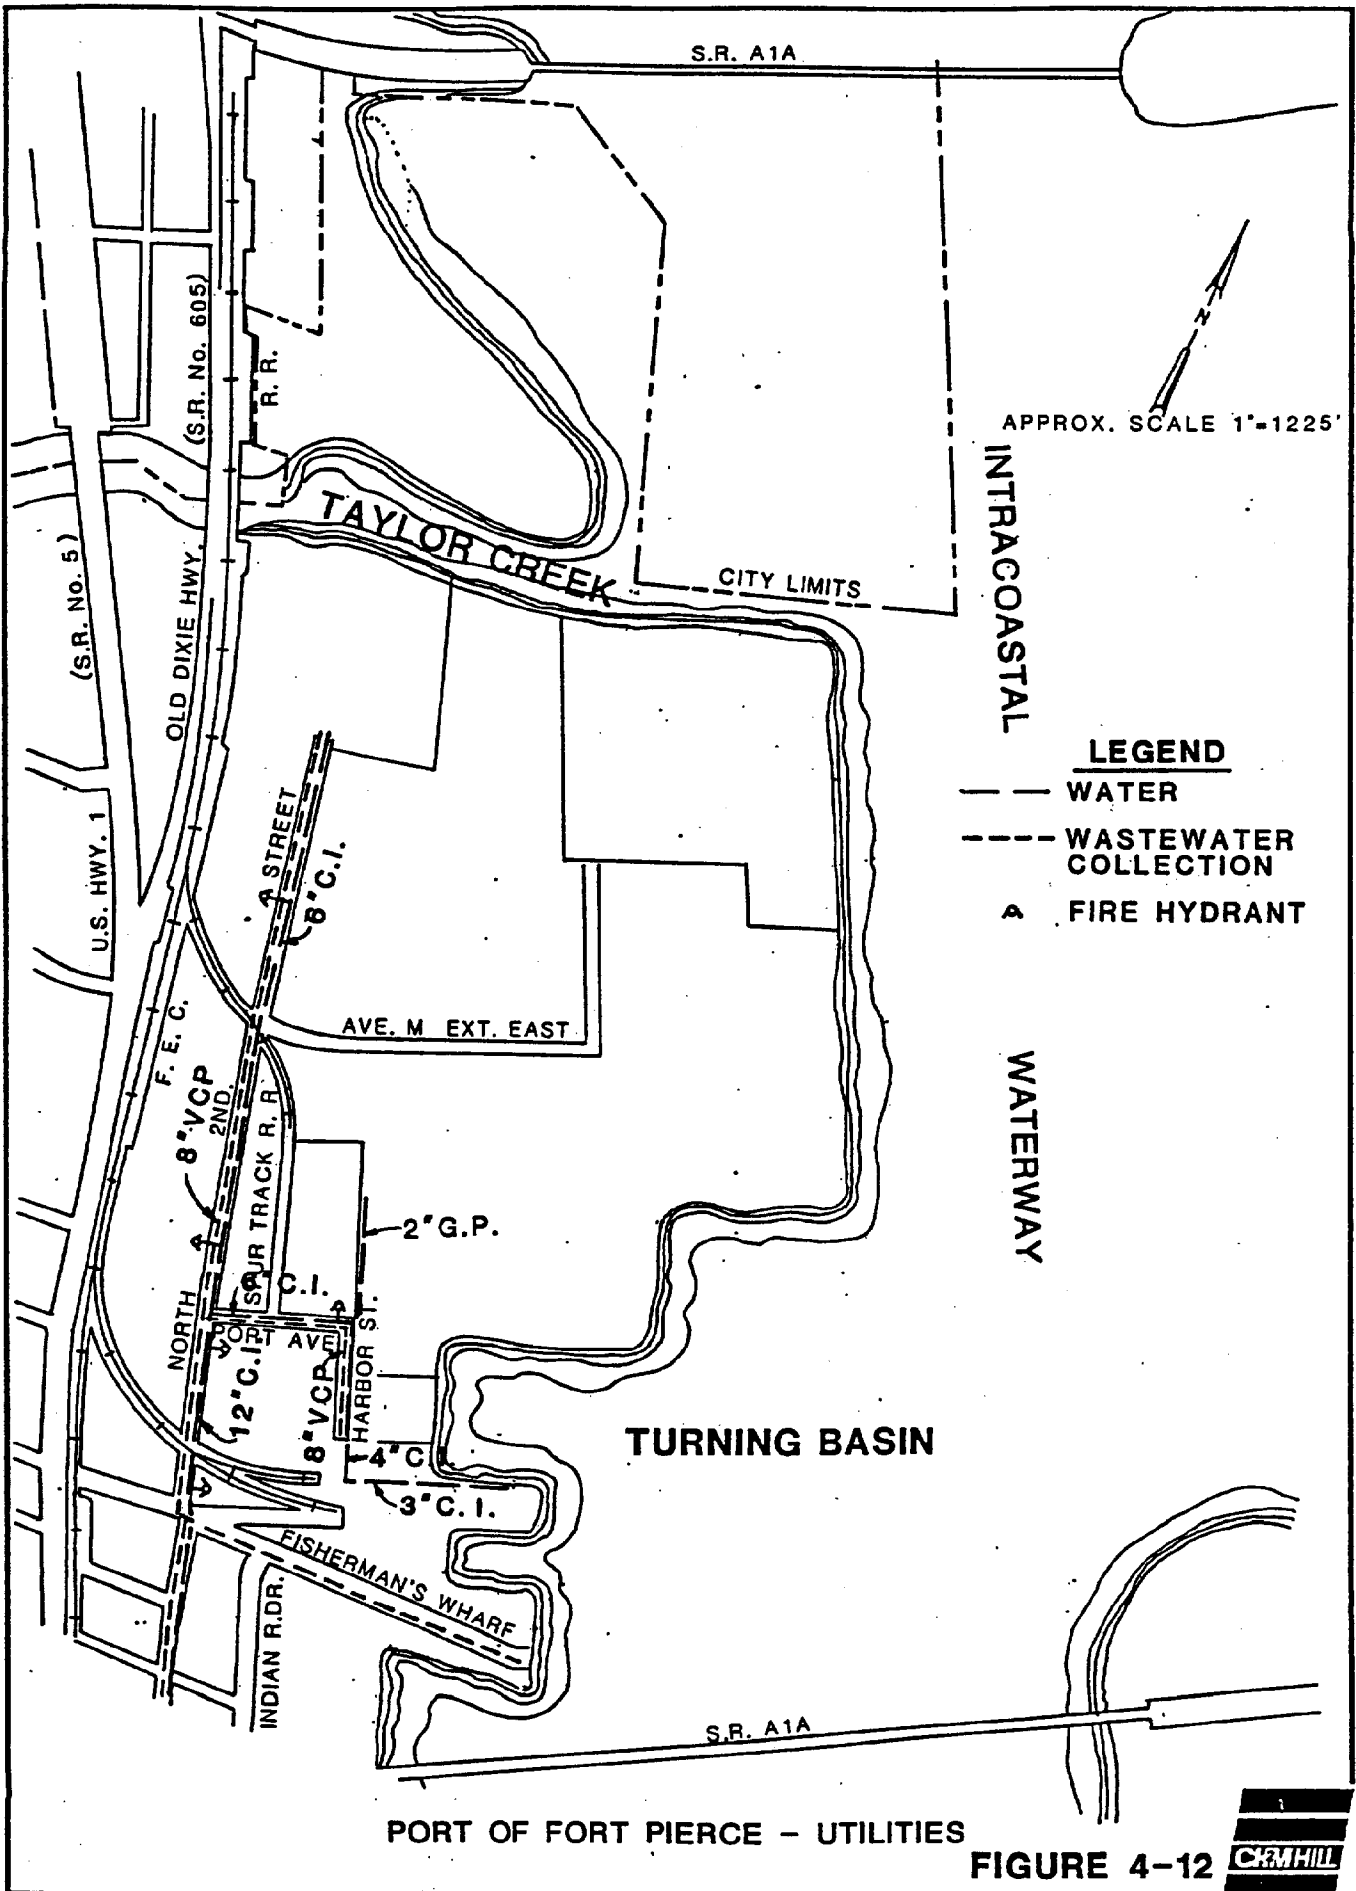 S.R. A1A
N
APPROX. SCALE 1"=1225'
(S.R. No. 605)
R. R.
TAYLOR CREEK
CITY LIMITS
INTRACOASTAL
(S.R. No. 5)
OLD DIXIE HWY.
LEGEND
WATER
WASTEWATER
COLLECTION
FIRE HYDRANT
A STREET
U.S. HWY. 1
AVE. M EXT. EAST
F. E. C.
8" VCP
2ND.
SPUR TRACK R. R
WATERWAY
2" G.P.
NORTH
PORT AVE
HARBOR ST.
12" C.I.
8" VCP
TURNING BASIN
3" C. I.
FISHERMAN'S WHARF
INDIAN R.DR.
S.R. A1A
PORT OF FORT PIERCE – UTILITIES
FIGURE 4-12
CH2M HILL